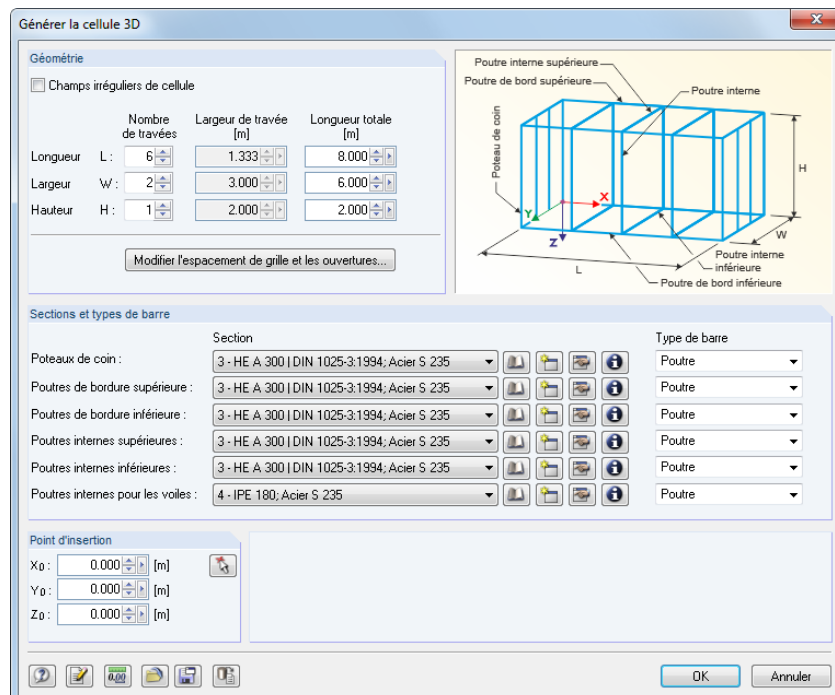 Générer la cellule 3D
Géométrie
Champs irréguliers de cellule
Nombre de travées
Largeur de travée [m]
Longueur totale [m]
Longueur L : 6 1.333 8.000
Largeur W : 2 3.000 6.000
Hauteur H : 1 2.000 2.000
Modifier l'espacement de grille et les ouvertures...
Poutre interne supérieure
Poutre de bord supérieure
Poutre interne
Poteau de coin
H
X
Y
Z
W
L
Poutre interne inférieure
Poutre de bord inférieure
Sections et types de barre
Section Type de barre
Poteaux de coin : 3 - HE A 300 | DIN 1025-3:1994; Acier S 235 Poutre
Poutres de bordure supérieure : 3 - HE A 300 | DIN 1025-3:1994; Acier S 235 Poutre
Poutres de bordure inférieure : 3 - HE A 300 | DIN 1025-3:1994; Acier S 235 Poutre
Poutres internes supérieures : 3 - HE A 300 | DIN 1025-3:1994; Acier S 235 Poutre
Poutres internes inférieures : 3 - HE A 300 | DIN 1025-3:1994; Acier S 235 Poutre
Poutres internes pour les voiles : 4 - IPE 180; Acier S 235 Poutre
Point d'insertion
X0 : 0.000 [m]
Y0 : 0.000 [m]
Z0 : 0.000 [m]
0.00
OK Annuler